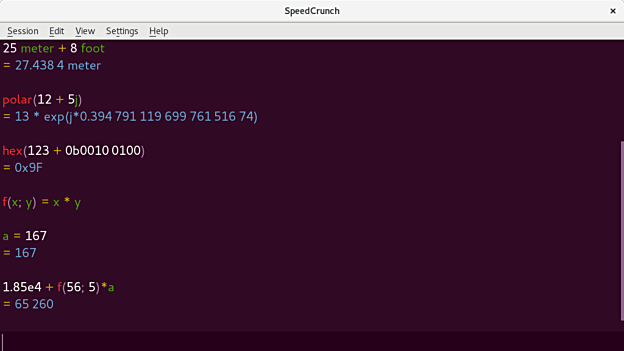 SpeedCrunch
Session Edit View Settings Help
25 meter + 8 foot
= 27.438 4 meter
polar(12 + 5j)
= 13 * exp(j*0.394 791 119 699 761 516 74)
hex(123 + 0b0010 0100)
= 0x9F
f(x; y) = x * y
a = 167
= 167
1.85e4 + f(56; 5)*a
= 65 260